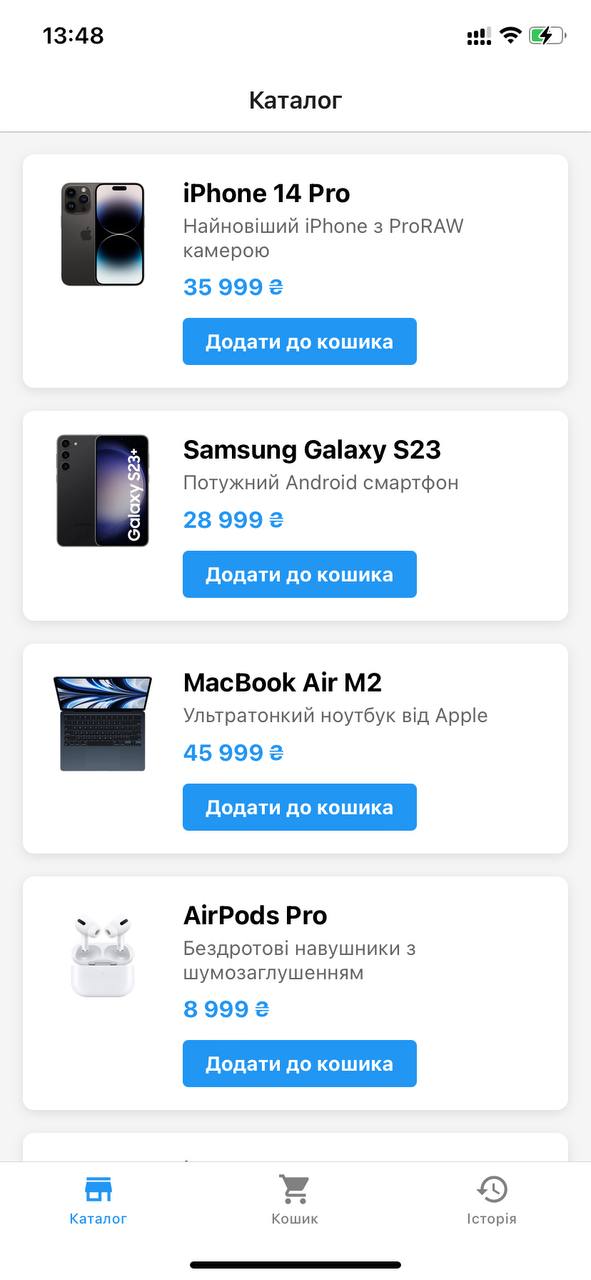 13:48
Каталог
iPhone 14 Pro
Найновіший iPhone з ProRAW
камерою
35 999 ₴
Додати до кошика
Galaxy S23+
Samsung Galaxy S23
Потужний Android смартфон
28 999 ₴
Додати до кошика
MacBook Air M2
Ультратонкий ноутбук від Apple
45 999 ₴
Додати до кошика
AirPods Pro
Бездротові навушники з
шумозаглушенням
8 999 ₴
Додати до кошика
Каталог
Кошик
Історія